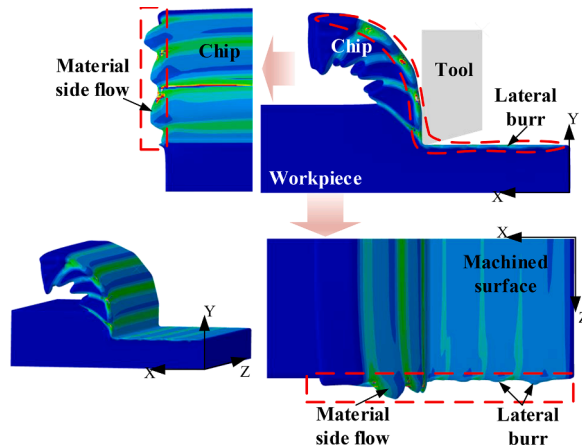 Chip
Material
side flow
Chip
Tool
Lateral
burr
Y
X
Workpiece
Y
X
Z
X
Machined
surface
Z
Material
side flow
Lateral
burr